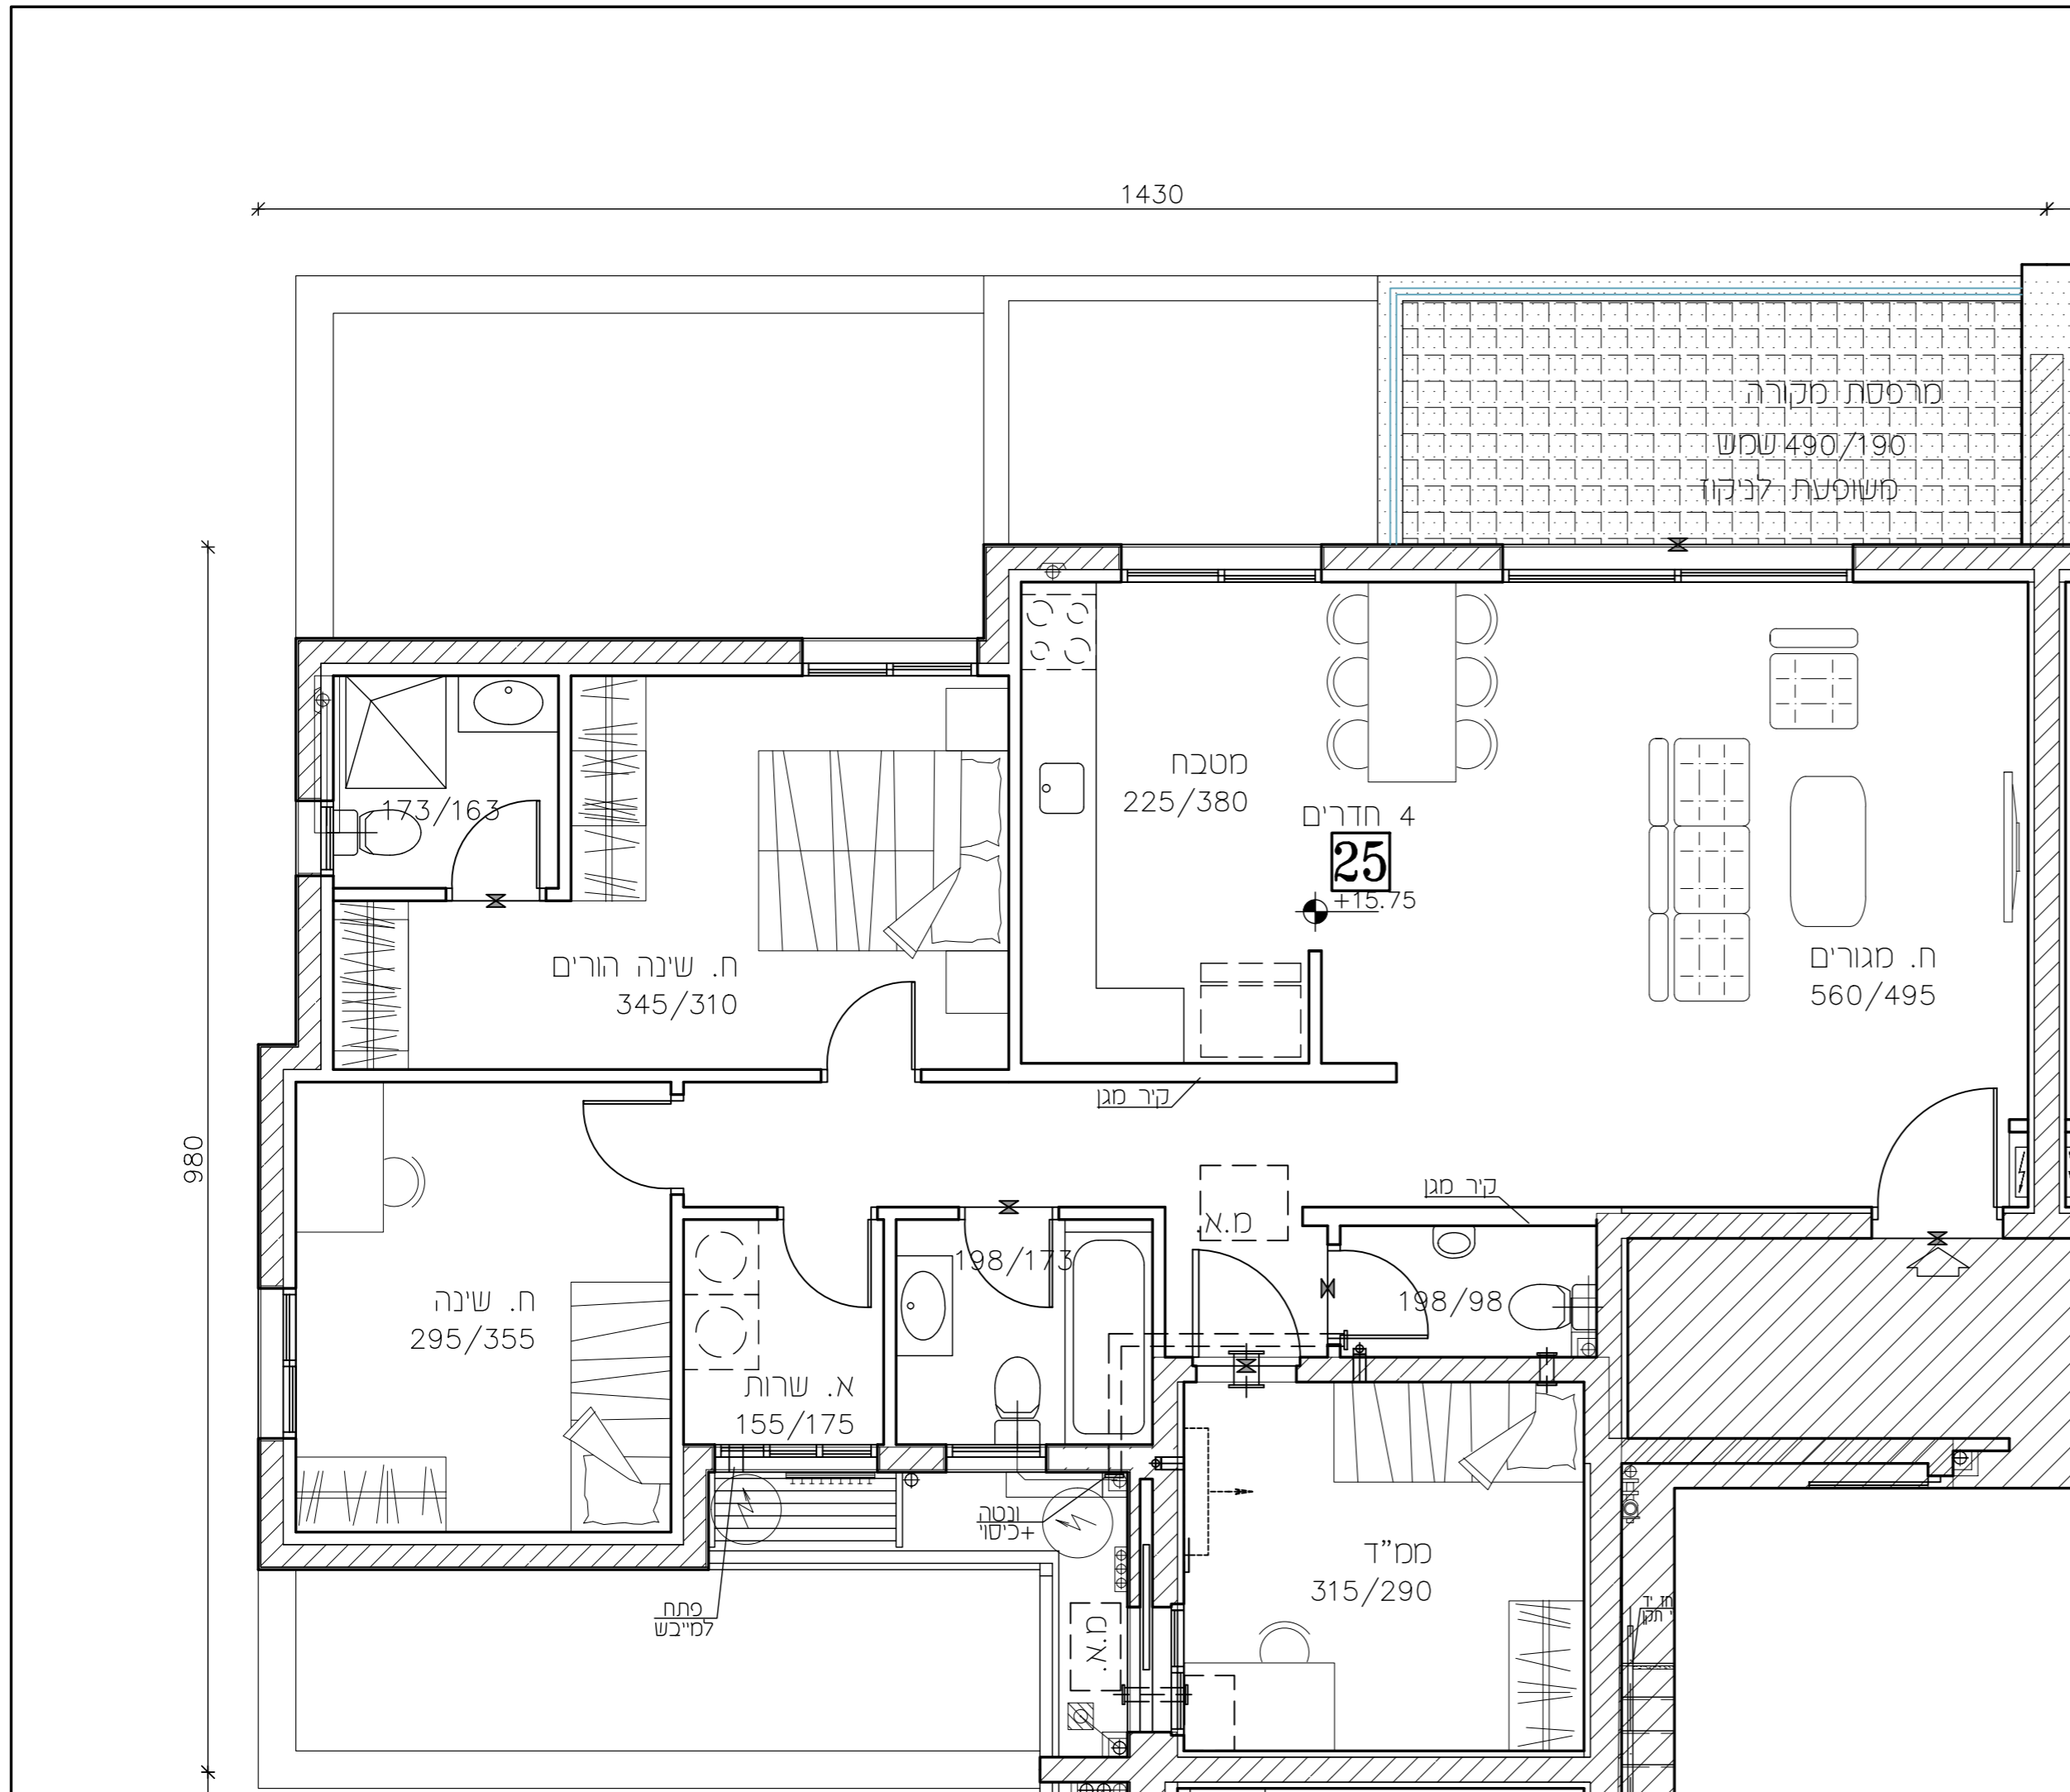 1430
מרפסת מקורה
490/190 שמש
משופעת לניקוז
980
173/163
ח. שינה הורים
345/310
מטבח
225/380
4 חדרים
25
+15.75
ח. מגורים
560/495
קיר מגן
קיר מגן
מ.א.
198/173
198/98
ח. שינה
295/355
א. שרות
155/175
ונטה
+כיסוי
ממ"ד
315/290
פתח
למייבש
מ.א.